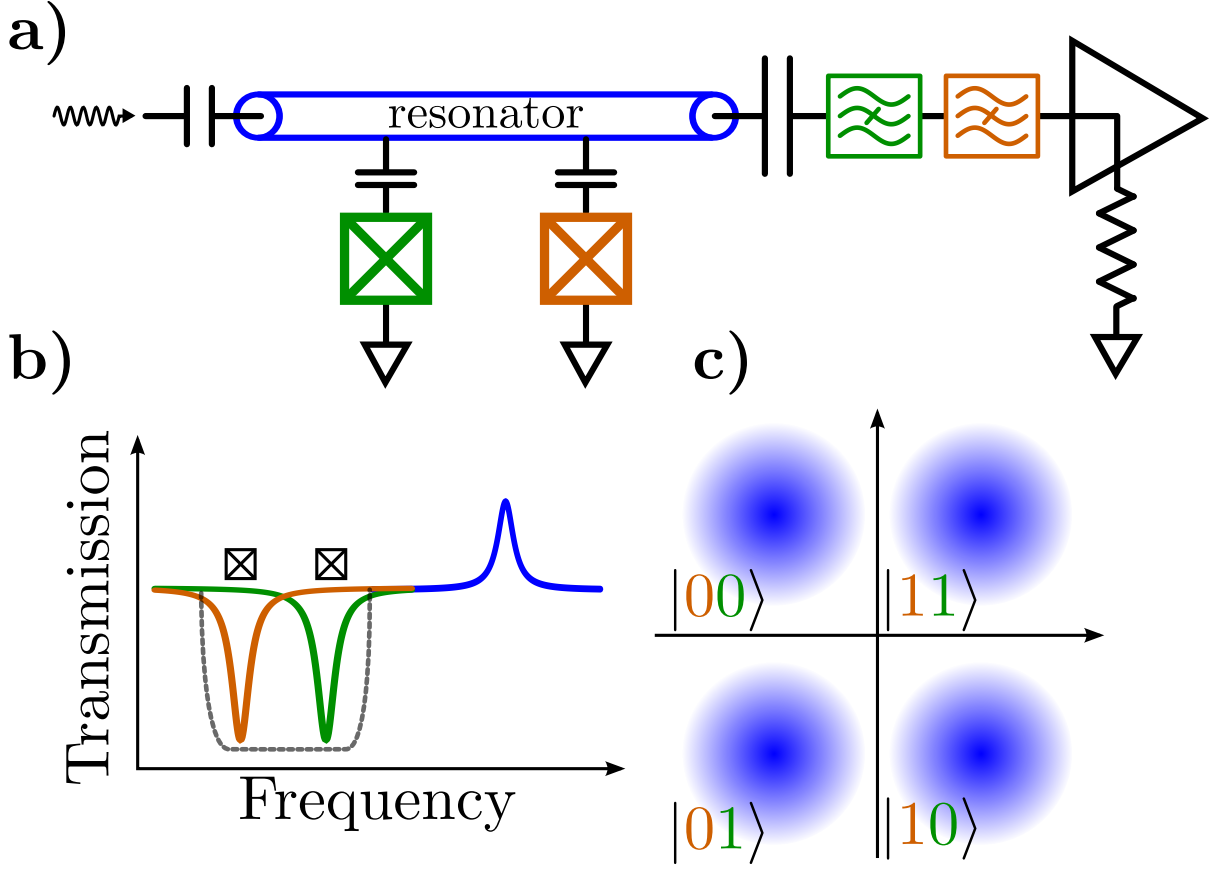 a)
resonator
b)
Transmission
Frequency
c)
|00⟩
|11⟩
|01⟩
|10⟩